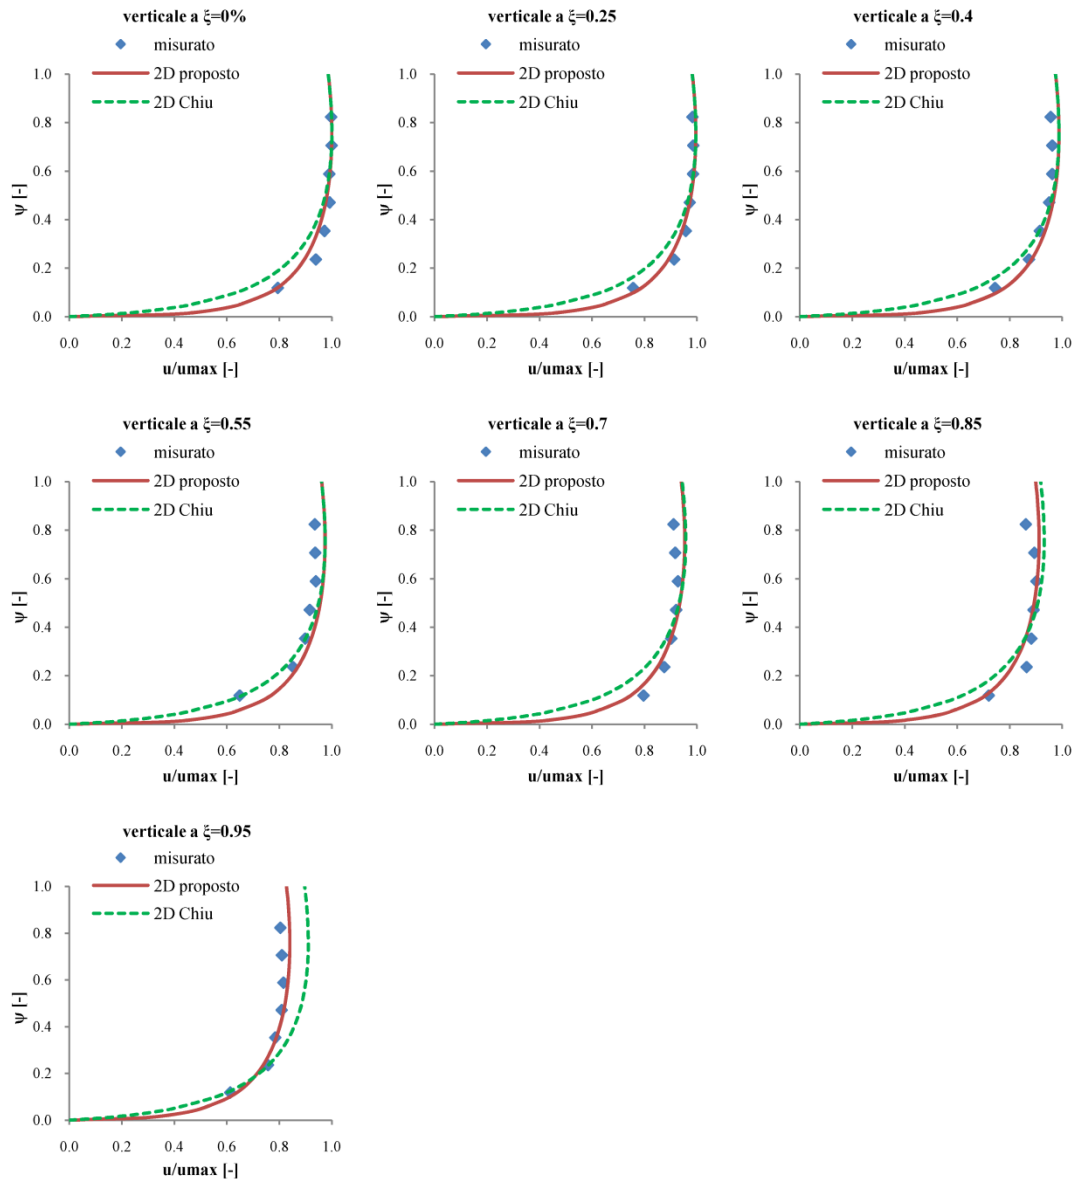 verticale a ξ=0%
misurato
2D proposto
2D Chiu
1.0
0.8
0.6
0.4
0.2
0.0
ψ [-]
0.0 0.2 0.4 0.6 0.8 1.0
u/umax [-]
verticale a ξ=0.25
misurato
2D proposto
2D Chiu
1.0
0.8
0.6
0.4
0.2
0.0
ψ [-]
0.0 0.2 0.4 0.6 0.8 1.0
u/umax [-]
verticale a ξ=0.4
misurato
2D proposto
2D Chiu
1.0
0.8
0.6
0.4
0.2
0.0
ψ [-]
0.0 0.2 0.4 0.6 0.8 1.0
u/umax [-]
verticale a ξ=0.55
misurato
2D proposto
2D Chiu
1.0
0.8
0.6
0.4
0.2
0.0
ψ [-]
0.0 0.2 0.4 0.6 0.8 1.0
u/umax [-]
verticale a ξ=0.7
misurato
2D proposto
2D Chiu
1.0
0.8
0.6
0.4
0.2
0.0
ψ [-]
0.0 0.2 0.4 0.6 0.8 1.0
u/umax [-]
verticale a ξ=0.85
misurato
2D proposto
2D Chiu
1.0
0.8
0.6
0.4
0.2
0.0
ψ [-]
0.0 0.2 0.4 0.6 0.8 1.0
u/umax [-]
verticale a ξ=0.95
misurato
2D proposto
2D Chiu
1.0
0.8
0.6
0.4
0.2
0.0
ψ [-]
0.0 0.2 0.4 0.6 0.8 1.0
u/umax [-]